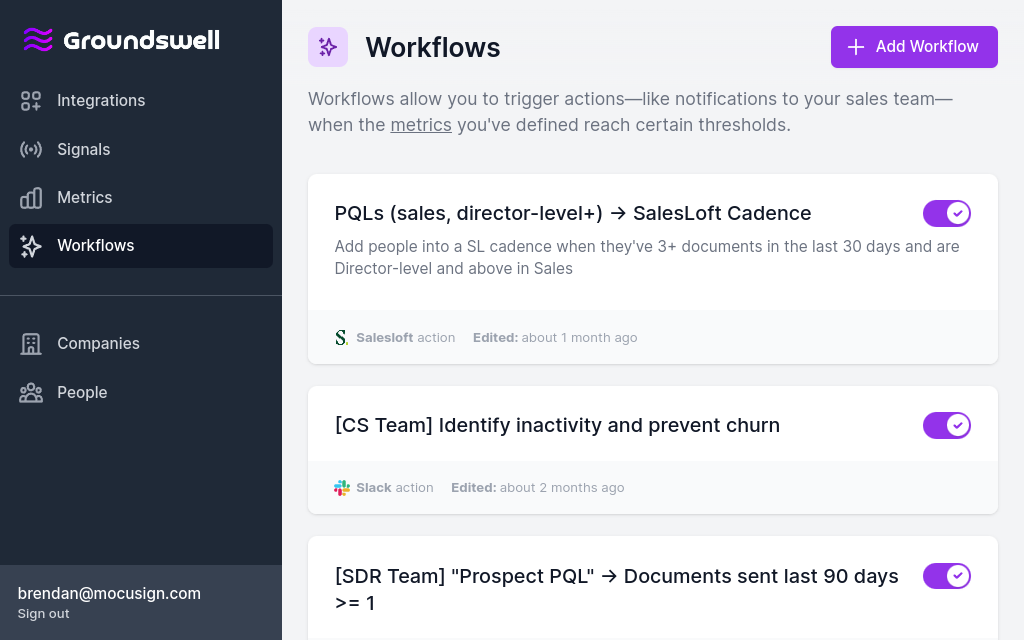 Groundswell
Integrations
Signals
Metrics
Workflows
Companies
People
brendan@mocusign.com
Sign out
Workflows
Add Workflow
Workflows allow you to trigger actions—like notifications to your sales team—
when the metrics you've defined reach certain thresholds.
PQLs (sales, director-level+) → SalesLoft Cadence
Add people into a SL cadence when they've 3+ documents in the last 30 days and are
Director-level and above in Sales
Salesloft action Edited: about 1 month ago
[CS Team] Identify inactivity and prevent churn
Slack action Edited: about 2 months ago
[SDR Team] "Prospect PQL" → Documents sent last 90 days
>= 1